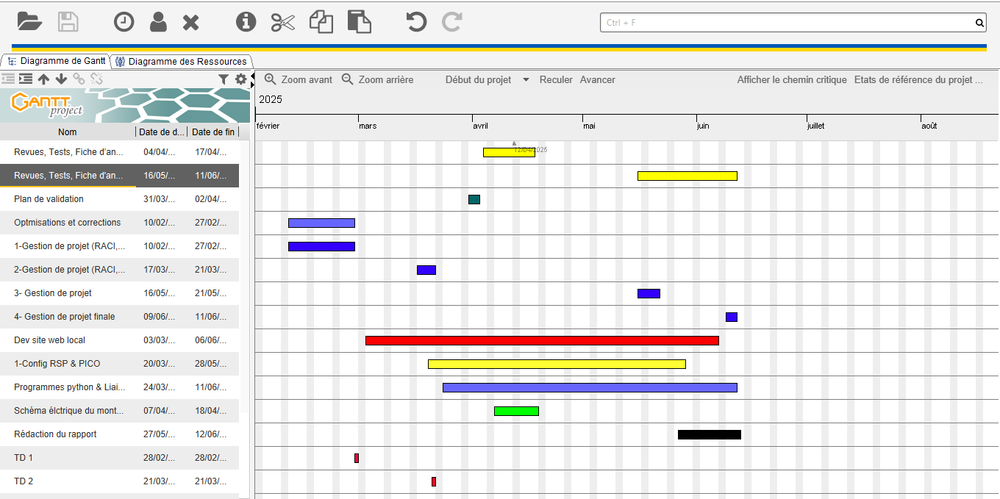 Ctrl + F
Diagramme de Gantt Diagramme des Ressources
Zoom avant Zoom arrière Début du projet Reculer Avancer Afficher le chemin critique Etats de référence du projet ...
2025
GANTT project
février mars avril mai juin juillet août
Nom Date de d... Date de fin
Revues, Tests, Fiche d'an... 04/04/... 17/04/... 12/04/2025
Revues, Tests, Fiche d'an... 16/05/... 11/06/...
Plan de validation 31/03/... 02/04/...
Optmisations et corrections 10/02/... 27/02/...
1-Gestion de projet (RACI,... 10/02/... 27/02/...
2-Gestion de projet (RACI,... 17/03/... 21/03/...
3- Gestion de projet 16/05/... 21/05/...
4- Gestion de projet finale 09/06/... 11/06/...
Dev site web local 03/03/... 06/06/...
1-Config RSP & PICO 20/03/... 28/05/...
Programmes python & Liai... 24/03/... 11/06/...
Schéma élctrique du mont... 07/04/... 18/04/...
Rédaction du rapport 27/05/... 12/06/...
TD 1 28/02/... 28/02/...
TD 2 21/03/... 21/03/...